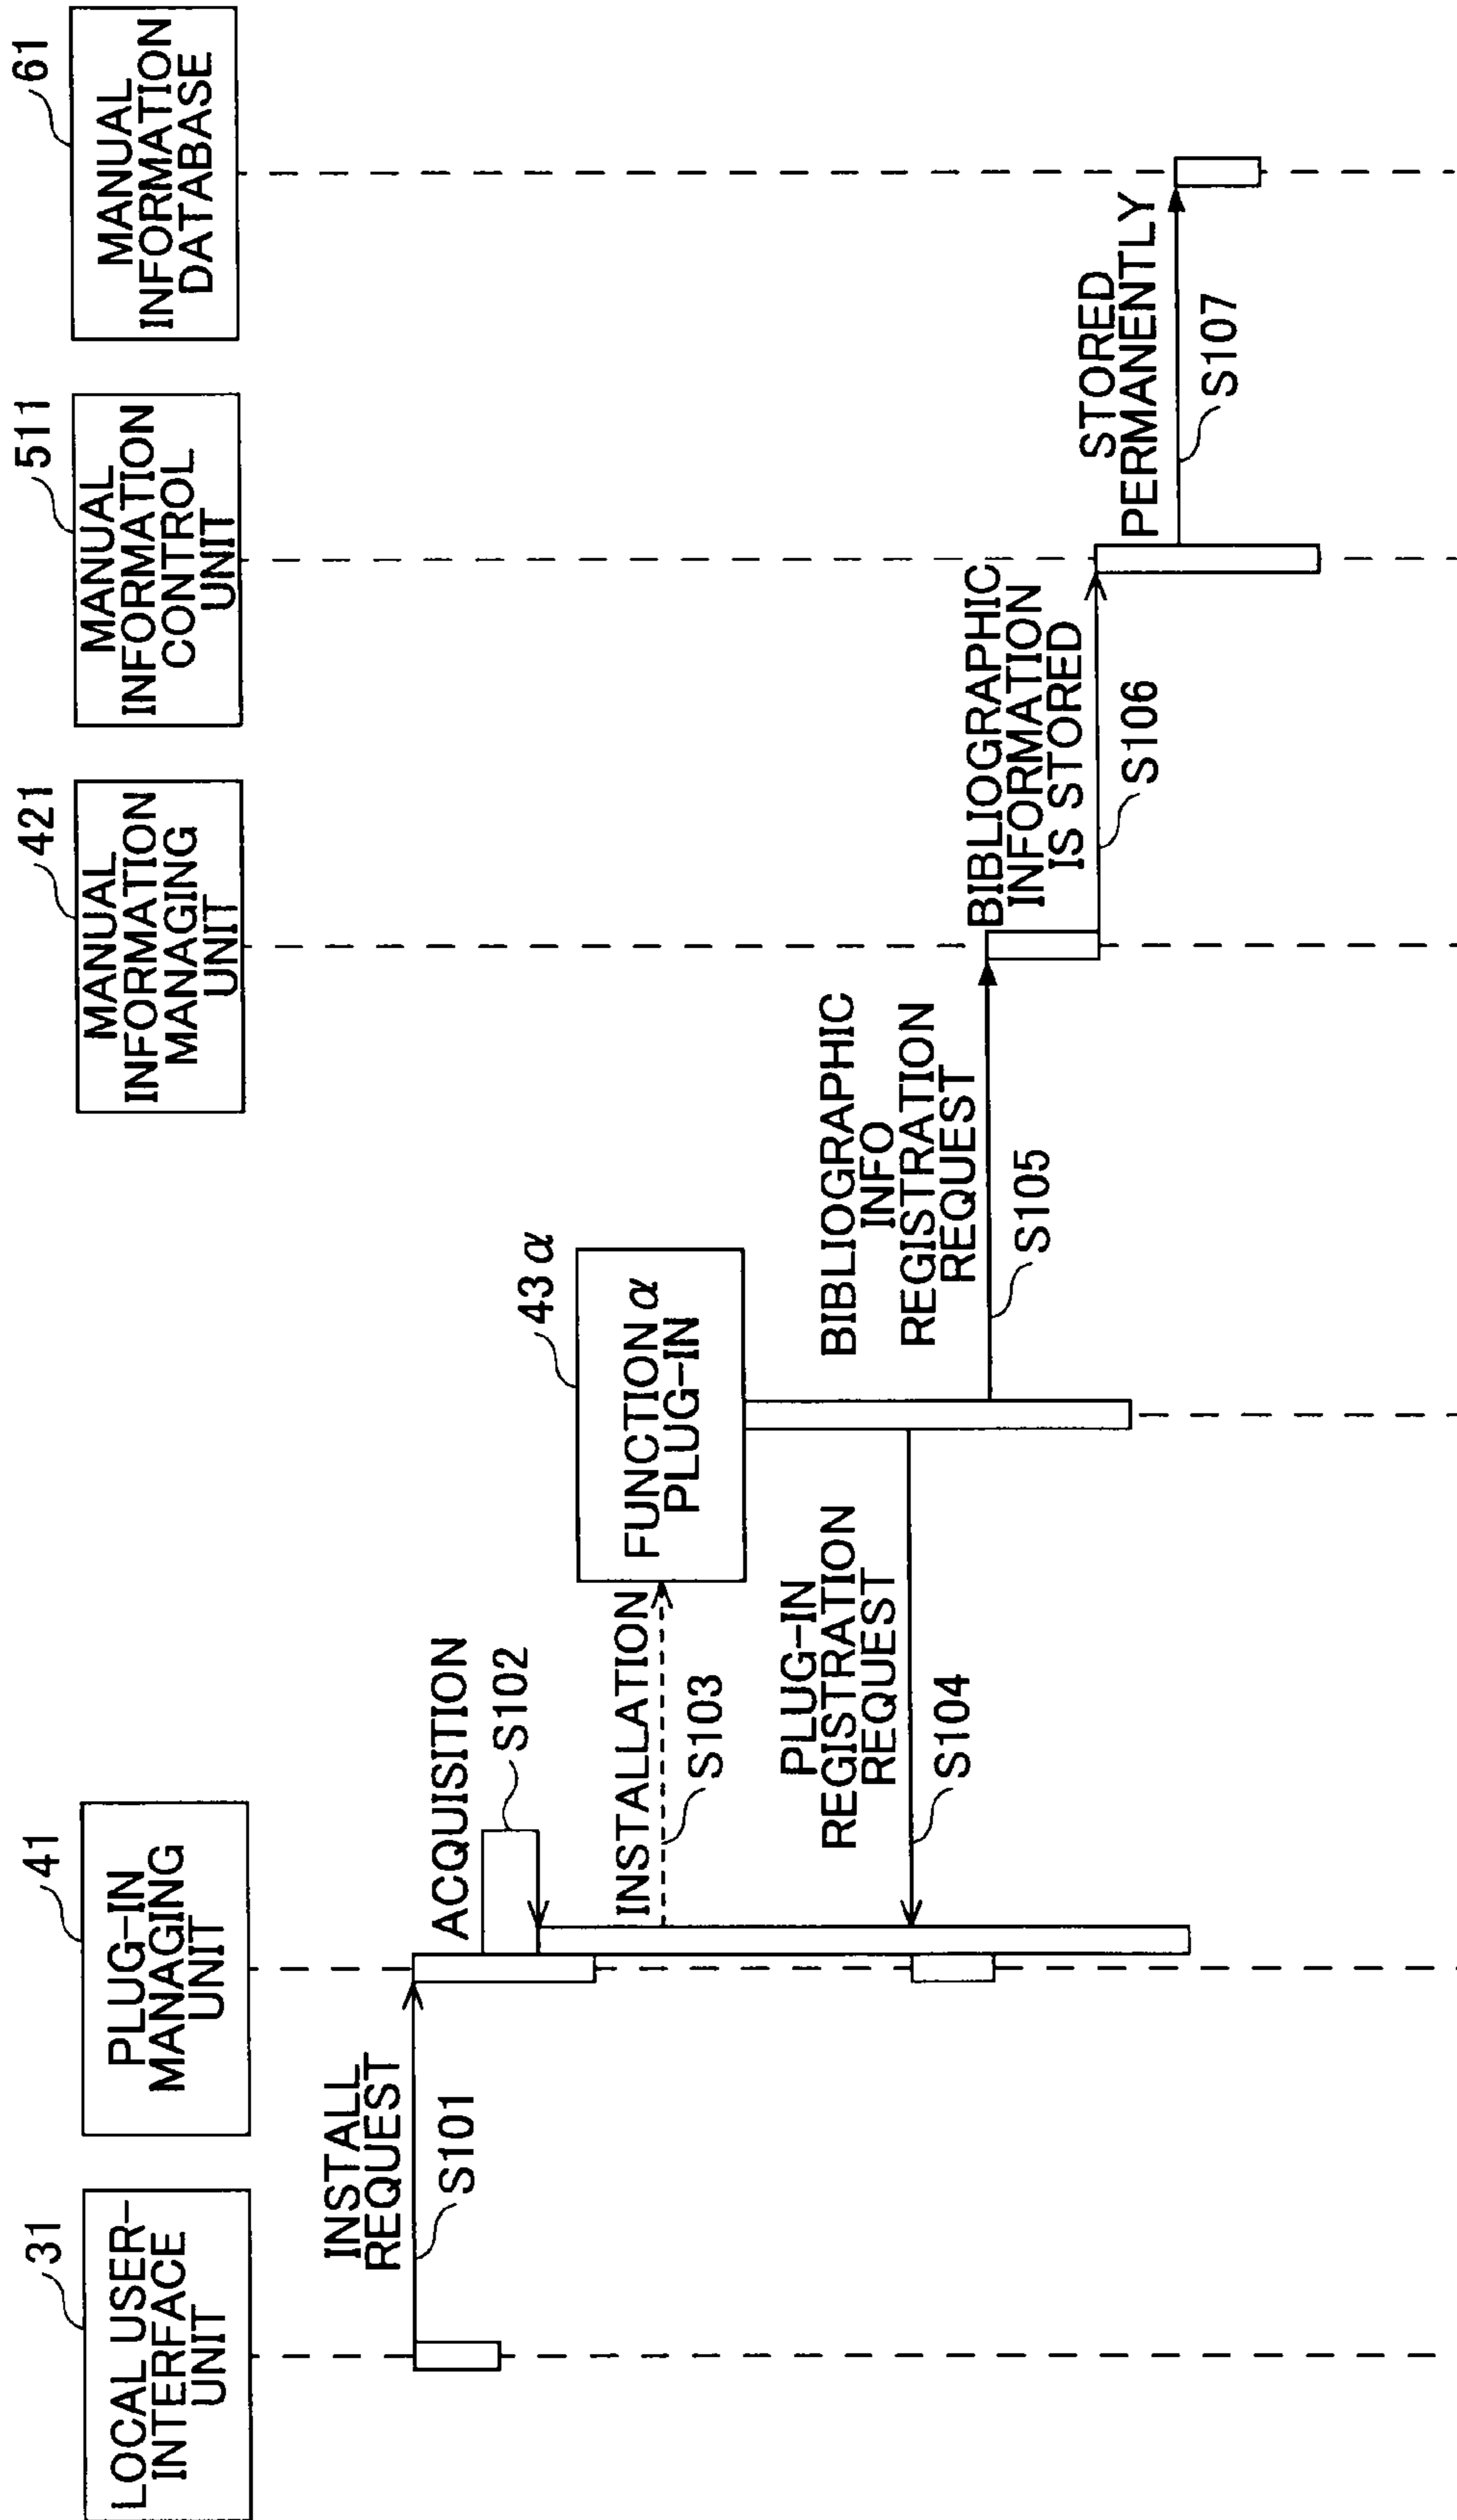 31
LOCAL USER-
INTERFACE
UNIT
41
PLUG-IN
MANAGING
UNIT
421
MANUAL
INFORMATION
MANAGING
UNIT
511
MANUAL
INFORMATION
CONTROL
UNIT
61
MANUAL
INFORMATION
DATABASE
INSTALL
REQUEST
S101
ACQUISITION
S102
43α
FUNCTION α
PLUG-IN
INSTALLATION
S103
PLUG-IN
REGISTRATION
REQUEST
S104
BIBLIOGRAPHIC
INFO
REGISTRATION
REQUEST
S105
BIBLIOGRAPHIC
INFORMATION
IS STORED
S106
STORED
PERMANENTLY
S107